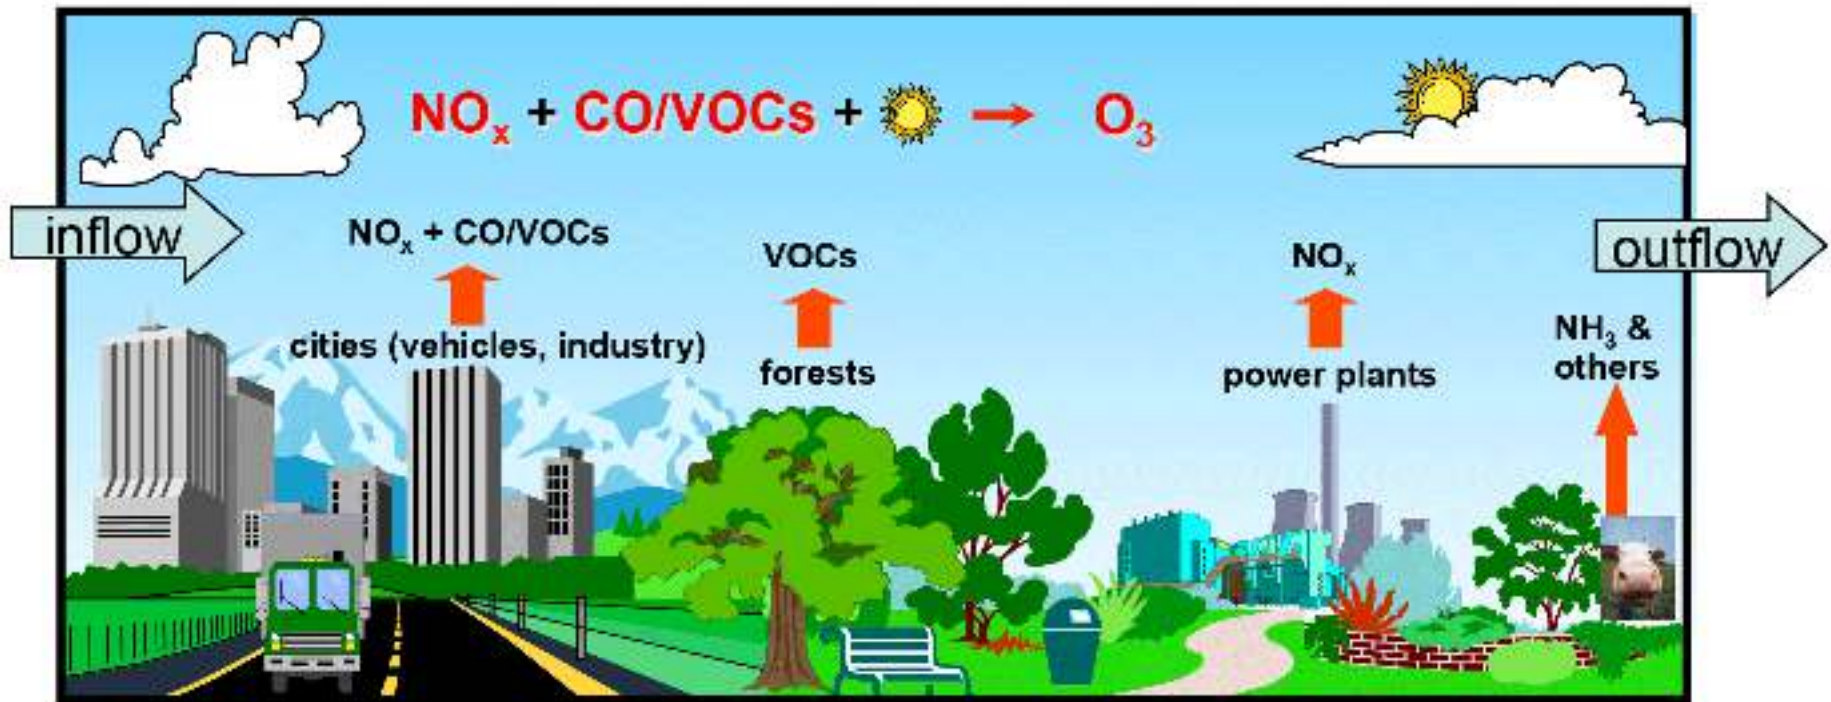 NOₓ + CO/VOCs + → O₃
inflow
NOₓ + CO/VOCs
cities (vehicles, industry)
VOCs
forests
NOₓ
power plants
outflow
NH₃ &
others